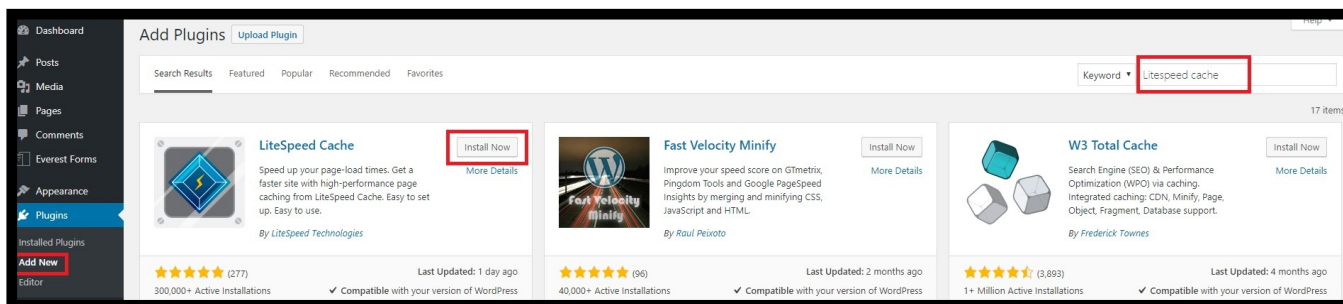 Dashboard
Posts
Media
Pages
Comments
Everest Forms
Appearance
Plugins
Installed Plugins
Add New
Editor
Help
Add Plugins Upload Plugin
Search Results Featured Popular Recommended Favorites
Keyword Litespeed cache
17 items
LiteSpeed Cache
Install Now
More Details
Speed up your page-load times. Get a
faster site with high-performance page
caching from LiteSpeed Cache. Easy to set
up. Easy to use.
By LiteSpeed Technologies
(277)
Last Updated: 1 day ago
300,000+ Active Installations
Compatible with your version of WordPress
Fast Velocity
Minify
Fast Velocity Minify
Install Now
More Details
Improve your speed score on GTmetrix,
Pingdom Tools and Google PageSpeed
Insights by merging and minifying CSS,
JavaScript and HTML.
By Raul Peixoto
(96)
Last Updated: 2 months ago
40,000+ Active Installations
Compatible with your version of WordPress
W3 Total Cache
Install Now
More Details
Search Engine (SEO) & Performance
Optimization (WPO) via caching.
Integrated caching: CDN, Minify, Page,
Object, Fragment, Database support.
By Frederick Townes
(3,893)
Last Updated: 4 months ago
1+ Million Active Installations
Compatible with your version of WordPress